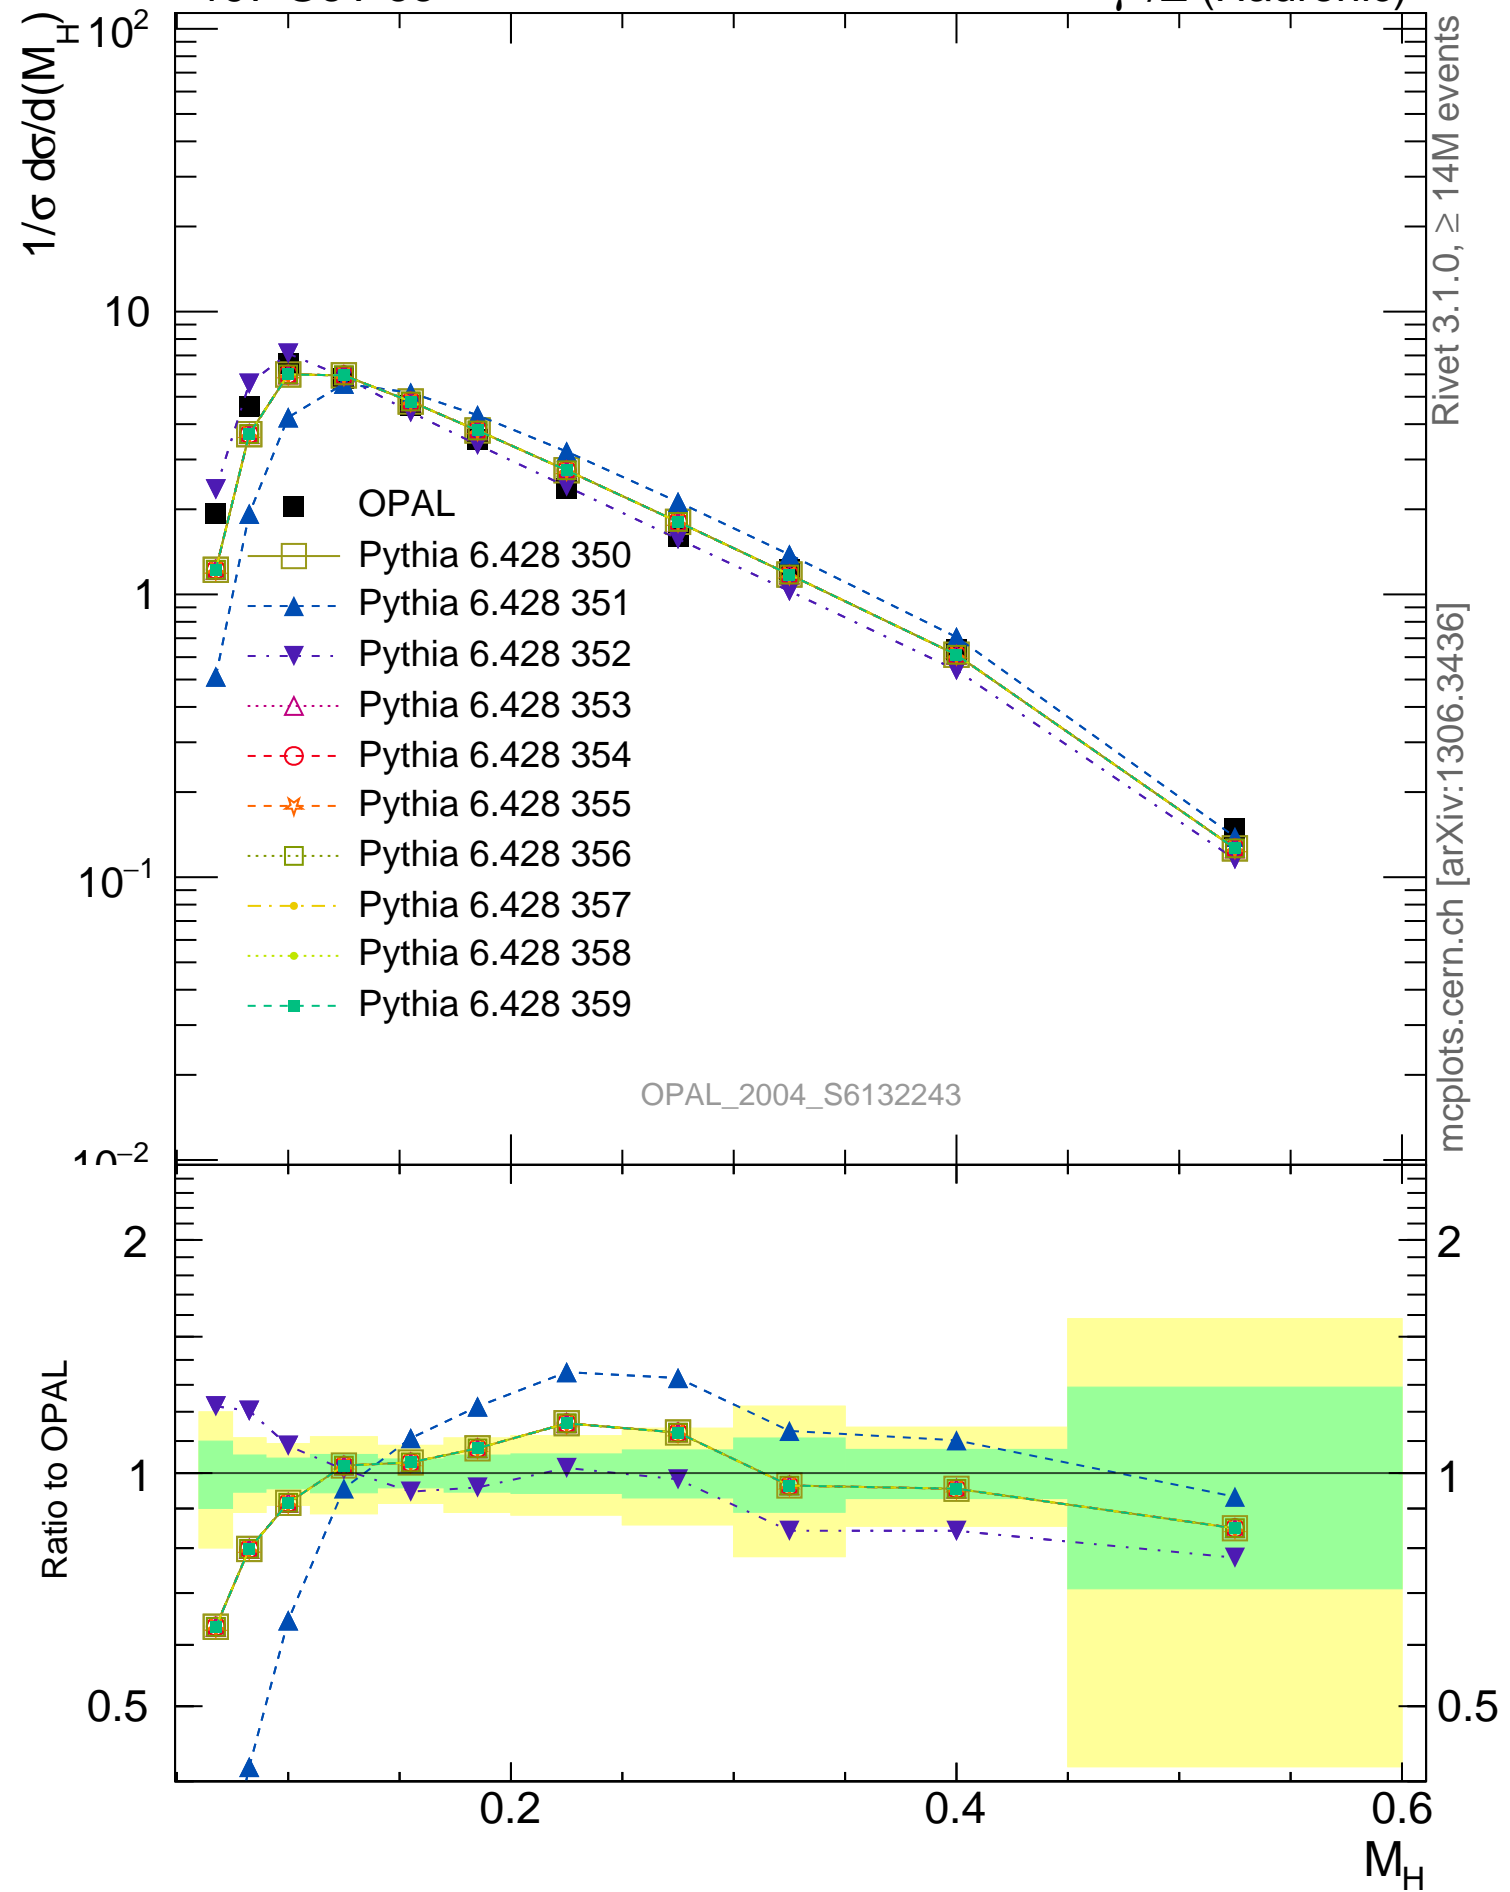 1/σ dσ/d(M_H)
10²
10
1
10⁻¹
10⁻²
OPAL
Pythia 6.428 350
Pythia 6.428 351
Pythia 6.428 352
Pythia 6.428 353
Pythia 6.428 354
Pythia 6.428 355
Pythia 6.428 356
Pythia 6.428 357
Pythia 6.428 358
Pythia 6.428 359
OPAL_2004_S6132243
Rivet 3.1.0, ≥ 14M events
mcplots.cern.ch [arXiv:1306.3436]
Ratio to OPAL
2
1
0.5
2
1
0.5
0.2
0.4
0.6
M_H